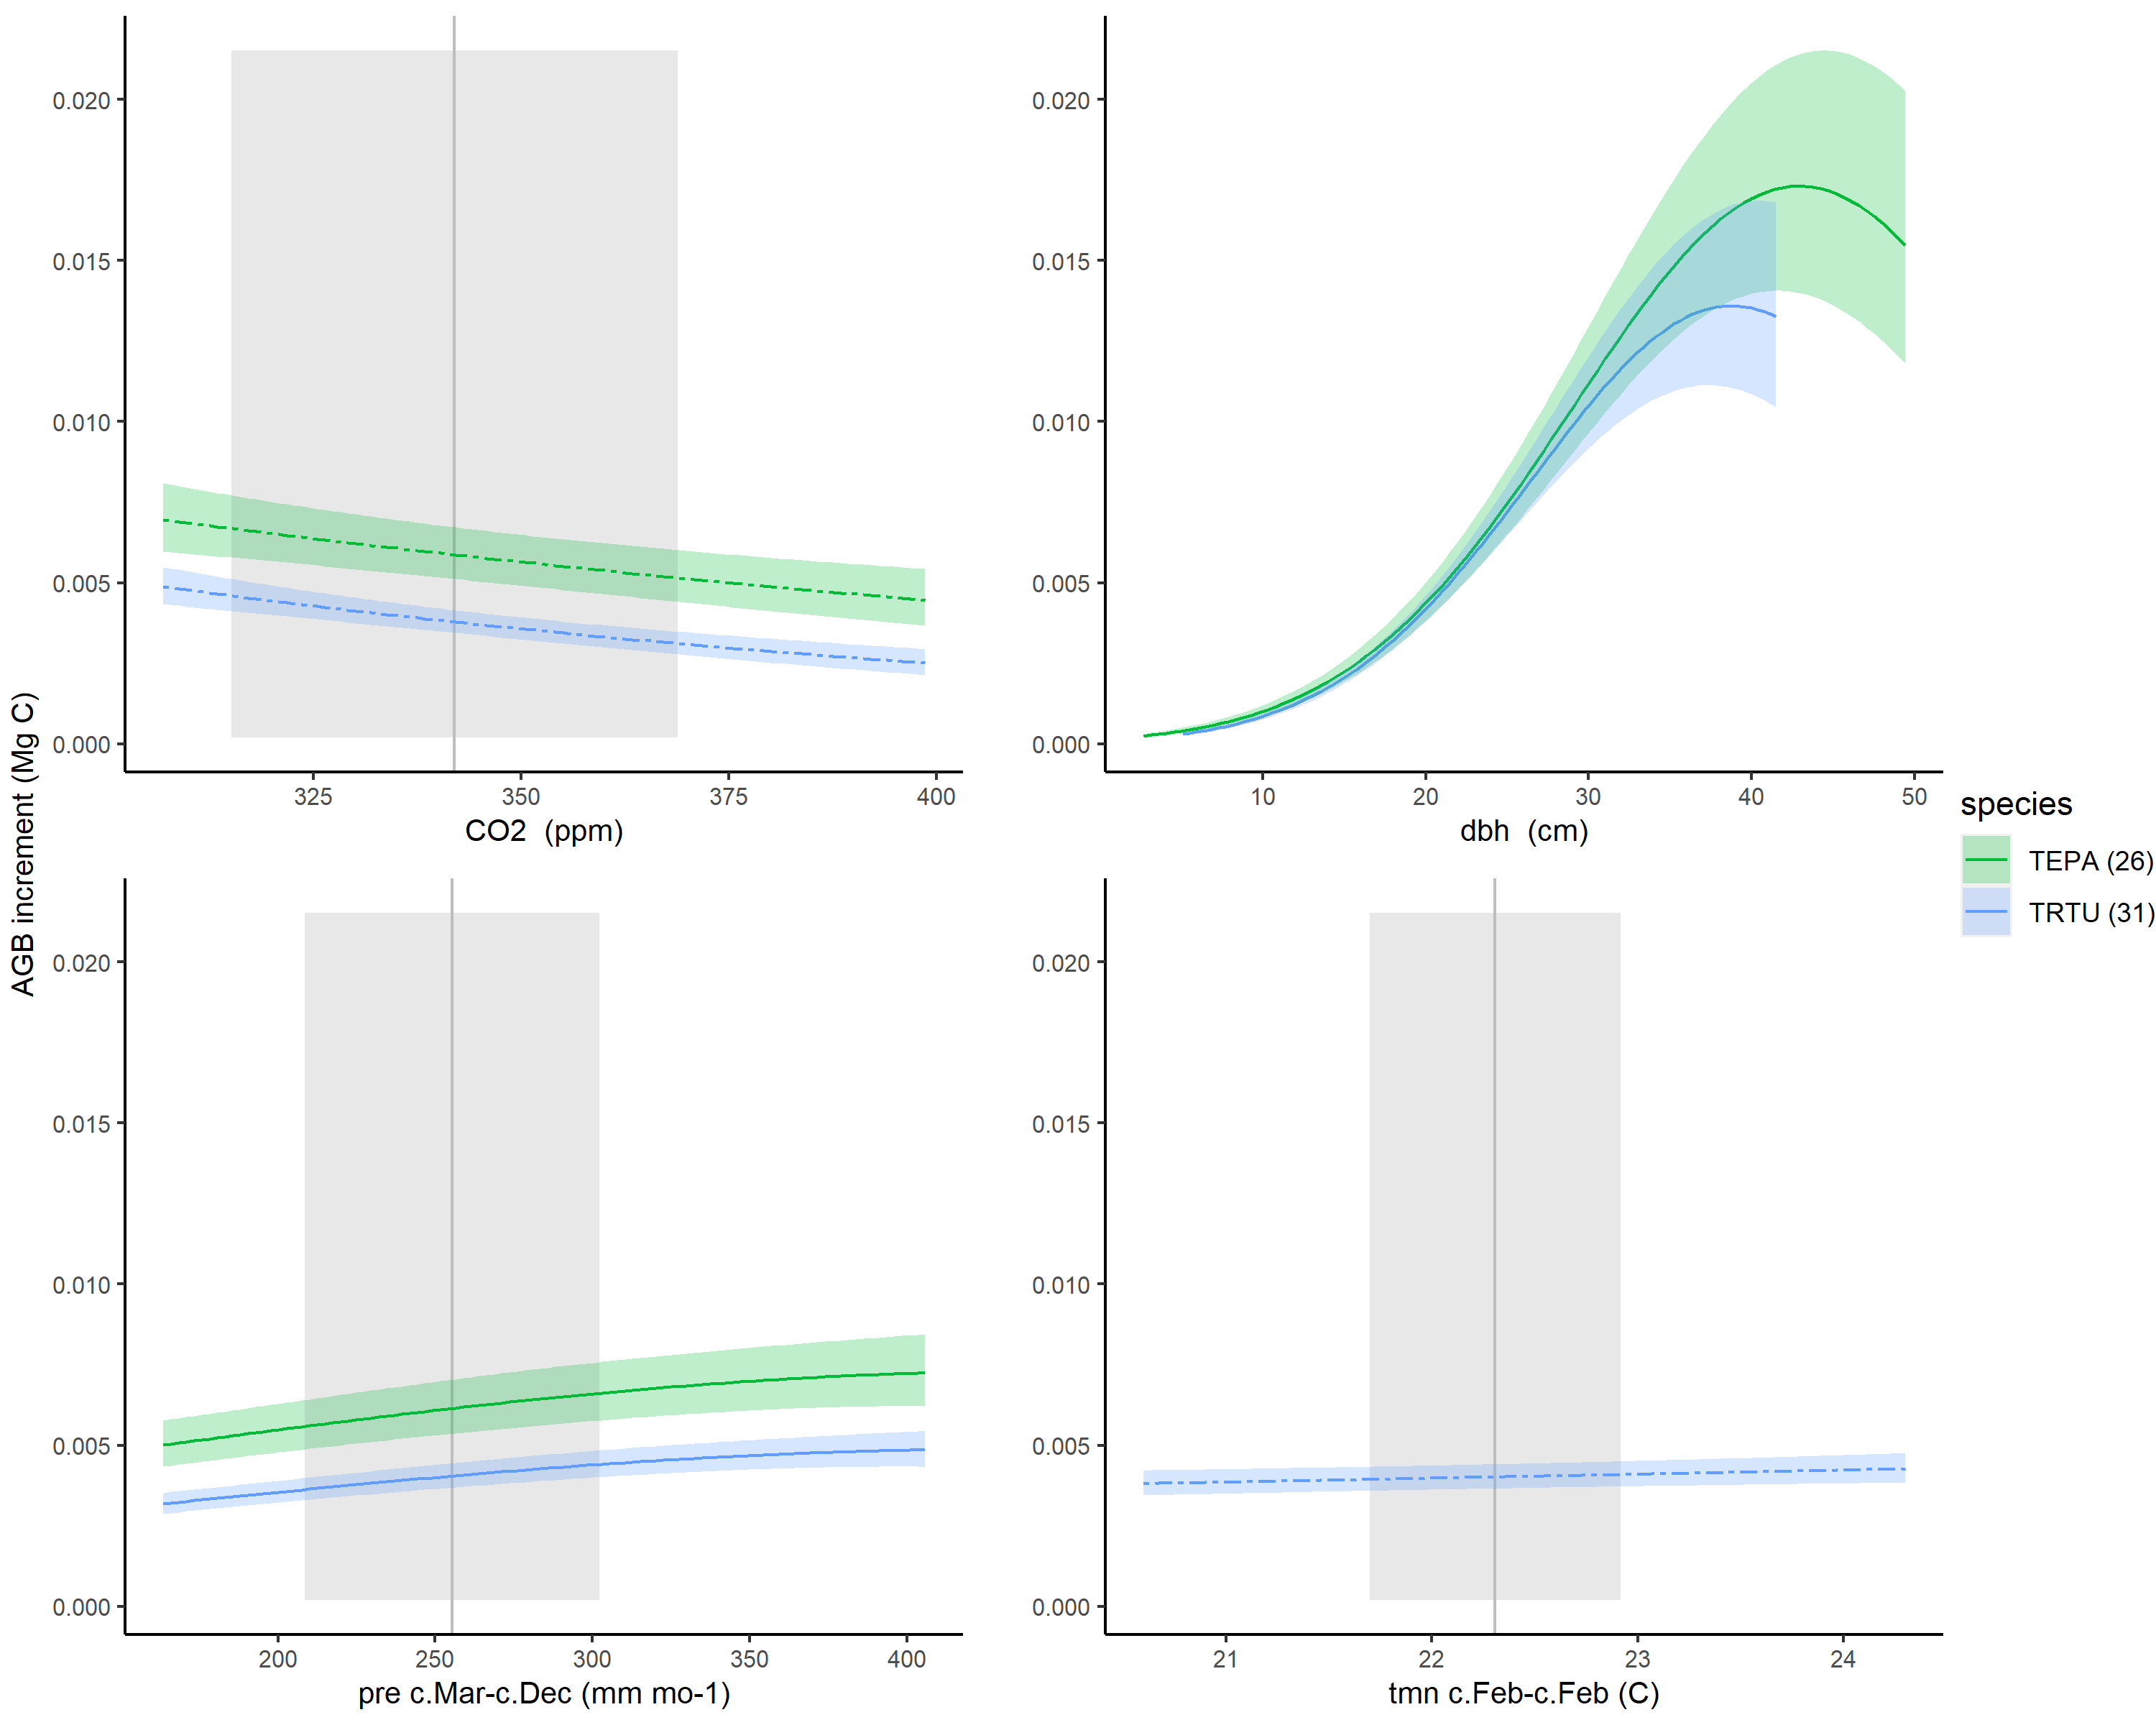 AGB increment (Mg C)
0.020
0.015
0.010
0.005
0.000
325 350 375 400
CO2 (ppm)
0.020
0.015
0.010
0.005
0.000
10 20 30 40 50
dbh (cm)
0.020
0.015
0.010
0.005
0.000
200 250 300 350 400
pre c.Mar-c.Dec (mm mo-1)
0.020
0.015
0.010
0.005
0.000
21 22 23 24
tmn c.Feb-c.Feb (C)
species
TEPA (26)
TRTU (31)